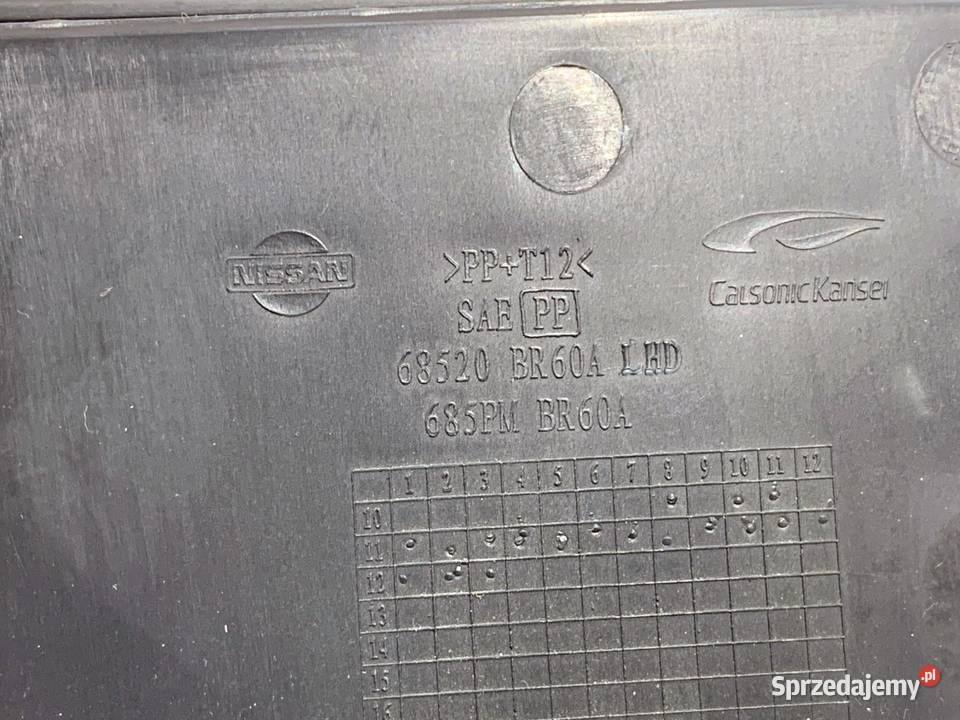 NISSAN
>PP+T12<
CalsonicKansei
SAE PP
68520 BR60A LHD
685PM BR60A
1 2 3 4 5 6 7 8 9 10 11 12
10
11
12
13
14
15
16
Sprzedajemy.pl